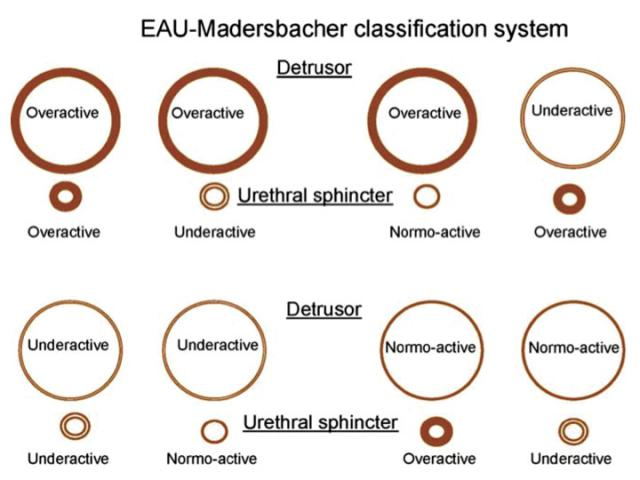 EAU-Madersbacher classification system
Detrusor
Overactive Overactive Overactive Underactive
Urethral sphincter
Overactive Underactive Normo-active Overactive
Detrusor
Underactive Underactive Normo-active Normo-active
Urethral sphincter
Underactive Normo-active Overactive Underactive